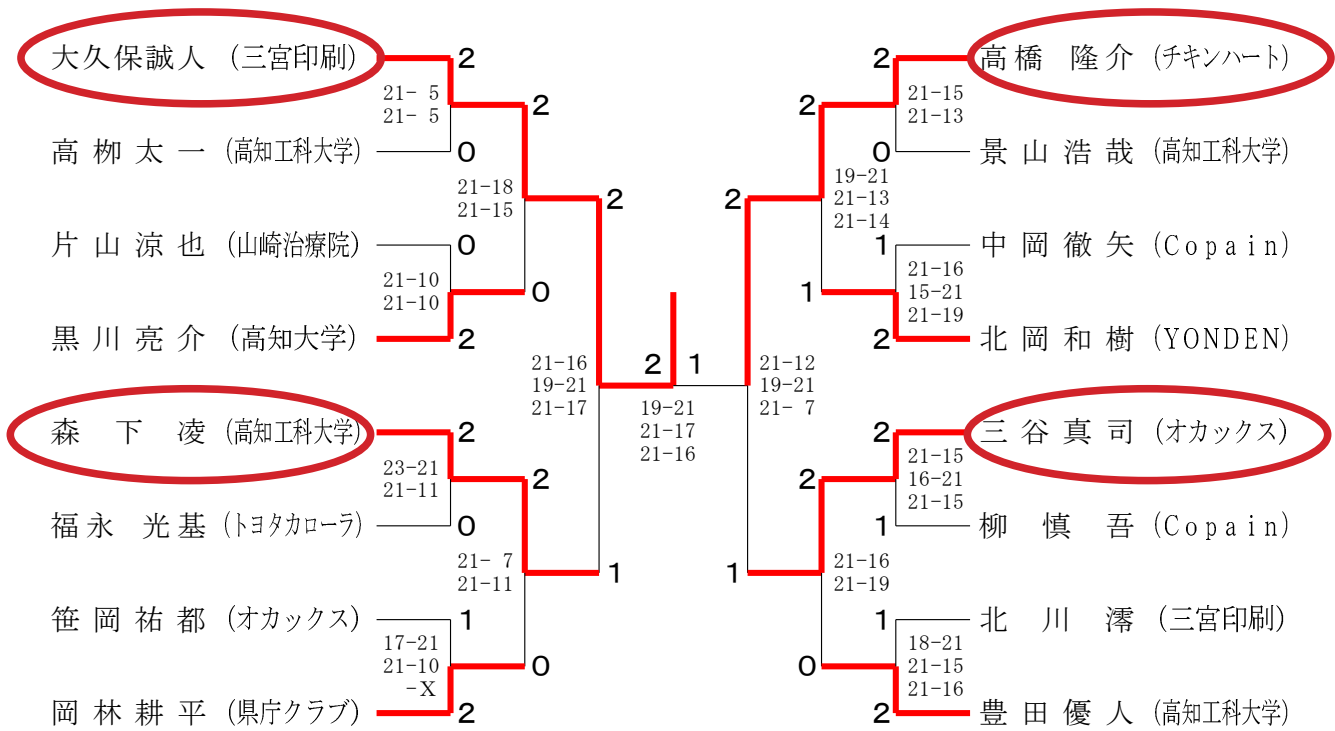 大久保誠人 (三宮印刷) 2
21- 5
21- 5
2
高栁太一 (高知工科大学) 0
21-18
21-15
2
片山涼也 (山崎治療院) 0
21-10
21-10
0
黒川亮介 (高知大学) 2
21-16
19-21
21-17
森下凌 (高知工科大学) 2
23-21
21-11
2
福永光基 (トヨタカローラ) 0
21- 7
21-11
1
笹岡祐都 (オカックス) 1
17-21
21-10
-X
0
岡林耕平 (県庁クラブ) 2
2 1
19-21
21-17
21-16
2 高橋隆介 (チキンハート)
2
21-15
21-13
0 景山浩哉 (高知工科大学)
2
19-21
21-13
21-14
1 中岡徹矢 (Copain)
1
21-16
15-21
21-19
2 北岡和樹 (YONDEN)
21-12
19-21
21- 7
2 三谷真司 (オカックス)
2
21-15
16-21
21-15
1 柳慎吾 (Copain)
1
21-16
21-19
1 北川澪 (三宮印刷)
0
18-21
21-15
21-16
2 豊田優人 (高知工科大学)